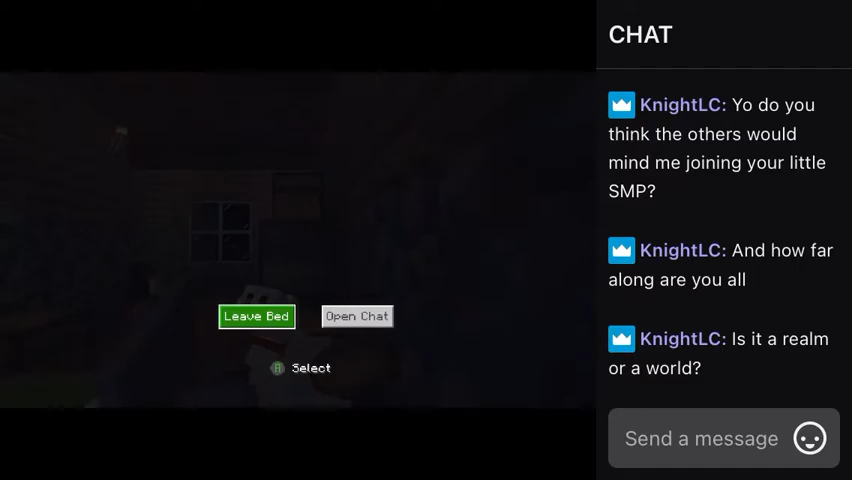 CHAT
KnightLC: Yo do you
think the others would
mind me joining your little
SMP?
KnightLC: And how far
along are you all
KnightLC: Is it a realm
or a world?
Leave Bed
Open Chat
A Select
Send a message